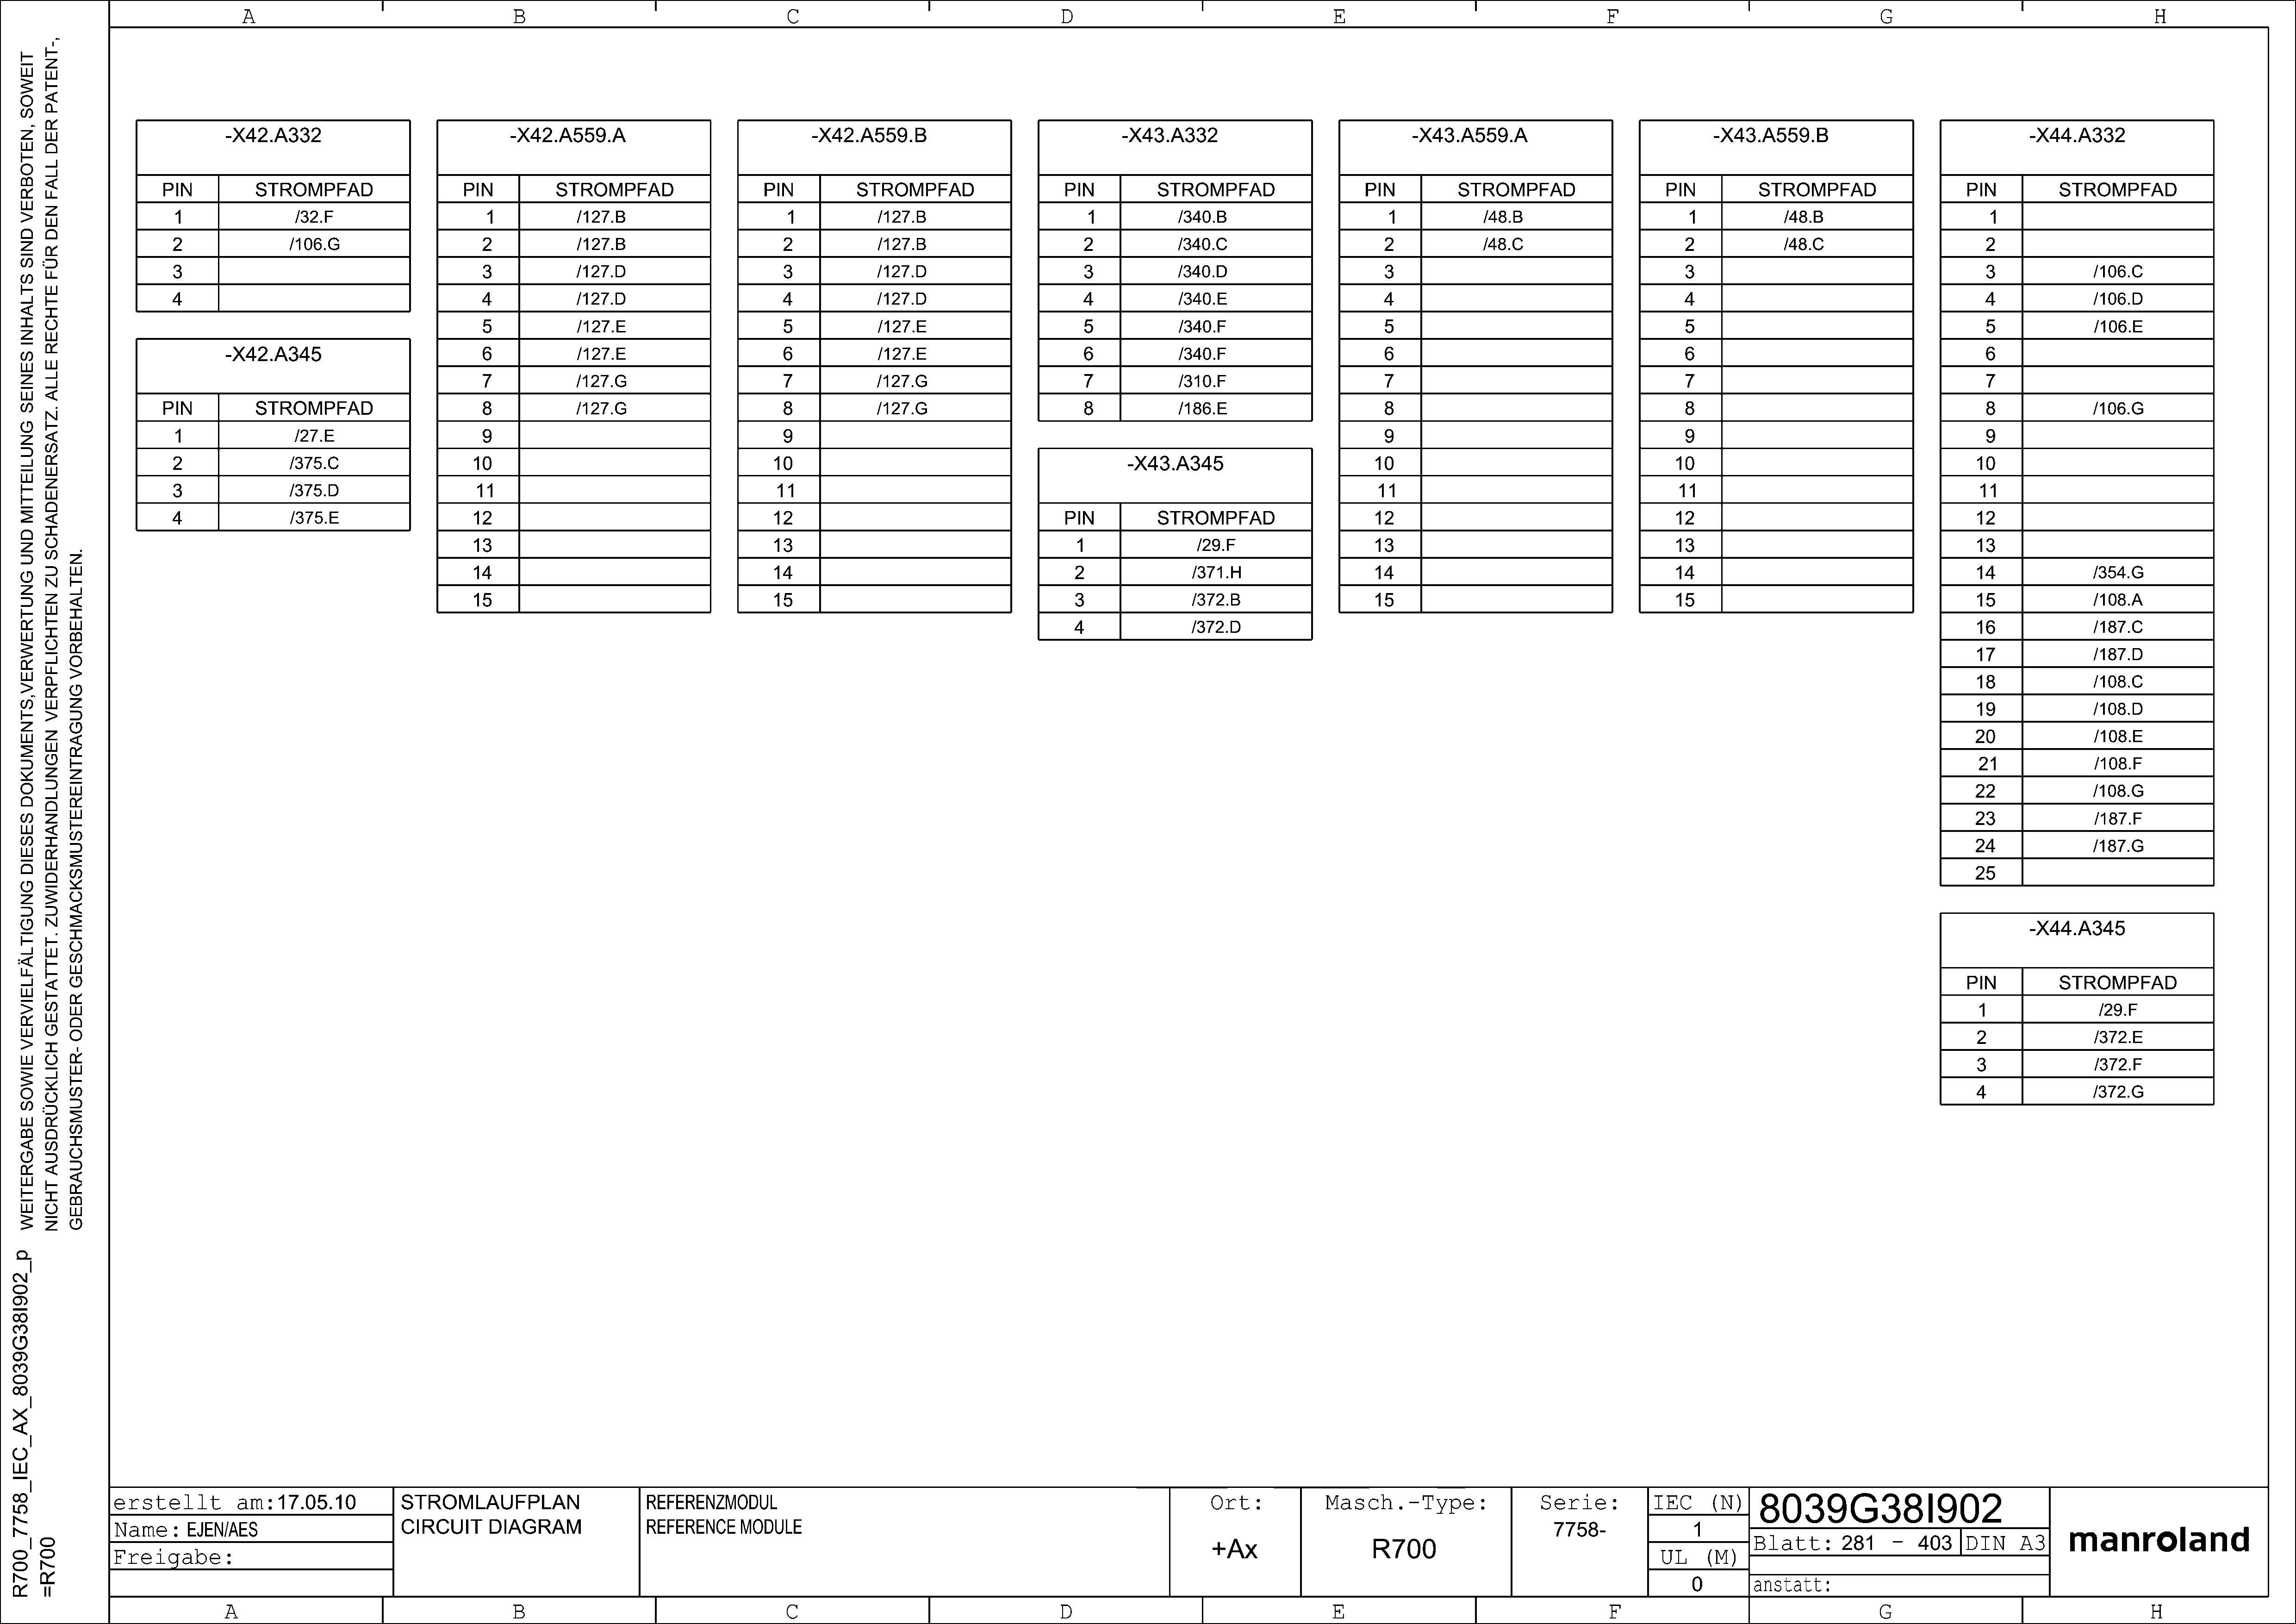 A B C D E F G H
WEITERGABE SOWIE VERVIELFÄLTIGUNG DIESES DOKUMENTS,VERWERTUNG UND MITTEILUNG SEINES INHALTS SIND VERBOTEN, SOWEIT
NICHT AUSDRÜCKLICH GESTATTET. ZUWIDERHANDLUNGEN VERPFLICHTEN ZU SCHADENERSATZ. ALLE RECHTE FÜR DEN FALL DER PATENT-,
GEBRAUCHSMUSTER- ODER GESCHMACKSMUSTEREINTRAGUNG VORBEHALTEN.
R700_7758_IEC_AX_8039G38I902_p
=R700
-X42.A332
PIN STROMPFAD
1 /32.F
2 /106.G
3
4
-X42.A345
PIN STROMPFAD
1 /27.E
2 /375.C
3 /375.D
4 /375.E
-X42.A559.A
PIN STROMPFAD
1 /127.B
2 /127.B
3 /127.D
4 /127.D
5 /127.E
6 /127.E
7 /127.G
8 /127.G
9
10
11
12
13
14
15
-X42.A559.B
PIN STROMPFAD
1 /127.B
2 /127.B
3 /127.D
4 /127.D
5 /127.E
6 /127.E
7 /127.G
8 /127.G
9
10
11
12
13
14
15
-X43.A332
PIN STROMPFAD
1 /340.B
2 /340.C
3 /340.D
4 /340.E
5 /340.F
6 /340.F
7 /310.F
8 /186.E
-X43.A345
PIN STROMPFAD
1 /29.F
2 /371.H
3 /372.B
4 /372.D
-X43.A559.A
PIN STROMPFAD
1 /48.B
2 /48.C
3
4
5
6
7
8
9
10
11
12
13
14
15
-X43.A559.B
PIN STROMPFAD
1 /48.B
2 /48.C
3
4
5
6
7
8
9
10
11
12
13
14
15
-X44.A332
PIN STROMPFAD
1
2
3 /106.C
4 /106.D
5 /106.E
6
7
8 /106.G
9
10
11
12
13
14 /354.G
15 /108.A
16 /187.C
17 /187.D
18 /108.C
19 /108.D
20 /108.E
21 /108.F
22 /108.G
23 /187.F
24 /187.G
25
-X44.A345
PIN STROMPFAD
1 /29.F
2 /372.E
3 /372.F
4 /372.G
erstellt am:17.05.10
Name: EJEN/AES
Freigabe:
STROMLAUFPLAN
CIRCUIT DIAGRAM
REFERENZMODUL
REFERENCE MODULE
Ort:
+Ax
Masch.-Type:
R700
Serie:
7758-
IEC (N)
1
UL (M)
0
8039G38I902
Blatt: 281 - 403 DIN A3
anstatt:
manroland
A B C D E F G H